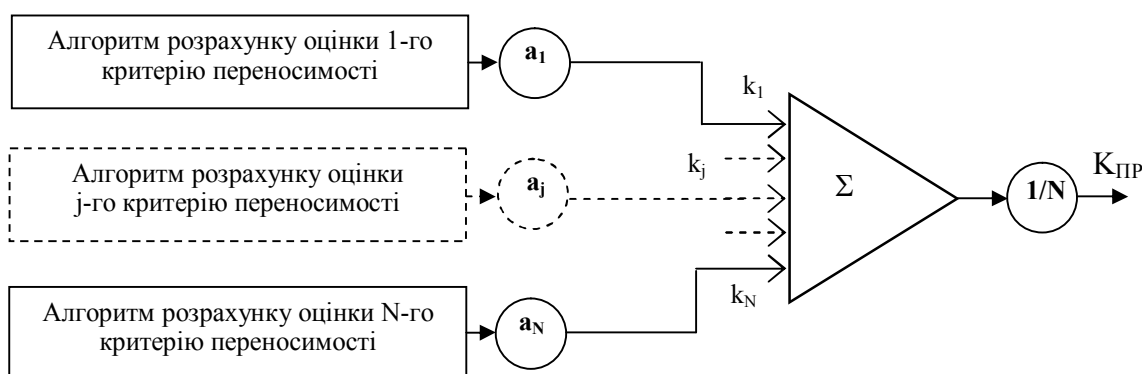 Алгоритм розрахунку оцінки 1-го
критерію переносимості
a1
k1
Алгоритм розрахунку оцінки
j-го критерію переносимості
aj
kj
Σ
1/N
KПР
Алгоритм розрахунку оцінки N-го
критерію переносимості
aN
kN